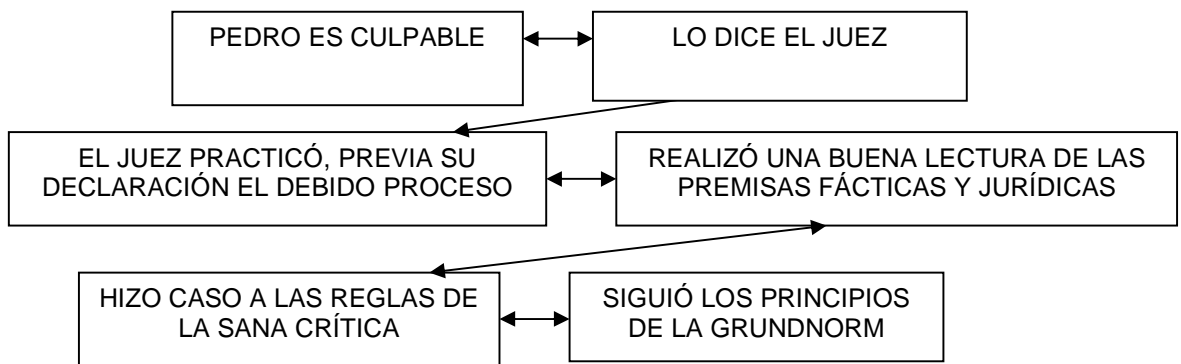 PEDRO ES CULPABLE
LO DICE EL JUEZ
EL JUEZ PRACTICÓ, PREVIA SU
DECLARACIÓN EL DEBIDO PROCESO
REALIZÓ UNA BUENA LECTURA DE LAS
PREMISAS FÁCTICAS Y JURÍDICAS
HIZO CASO A LAS REGLAS DE
LA SANA CRÍTICA
SIGUIÓ LOS PRINCIPIOS
DE LA GRUNDNORM